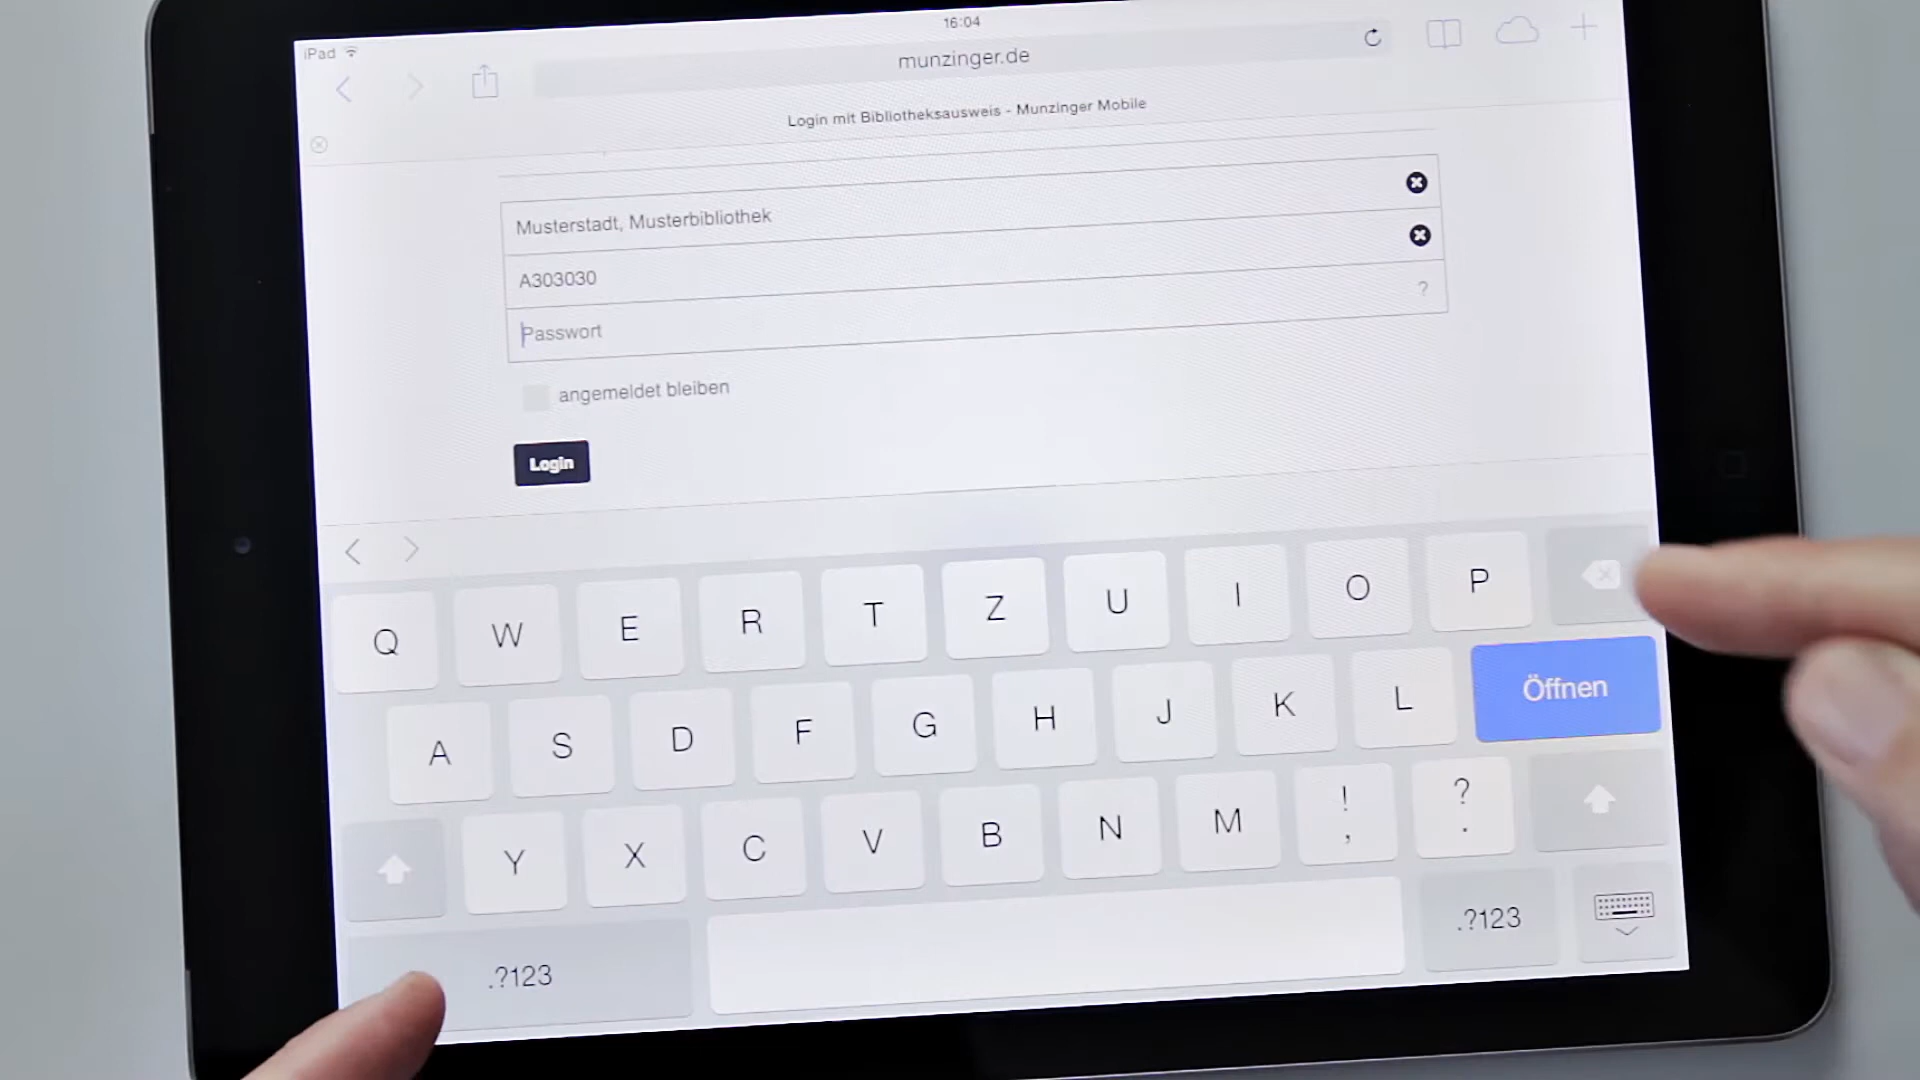 iPad
16:04
munzinger.de
Login mit Bibliotheksausweis - Munzinger Mobile
Musterstadt, Musterbibliothek
A303030
Passwort ?
angemeldet bleiben
Login
Q W E R T Z U I O P
A S D F G H J K L Öffnen
Y X C V B N M ! , ? .
.?123 .?123